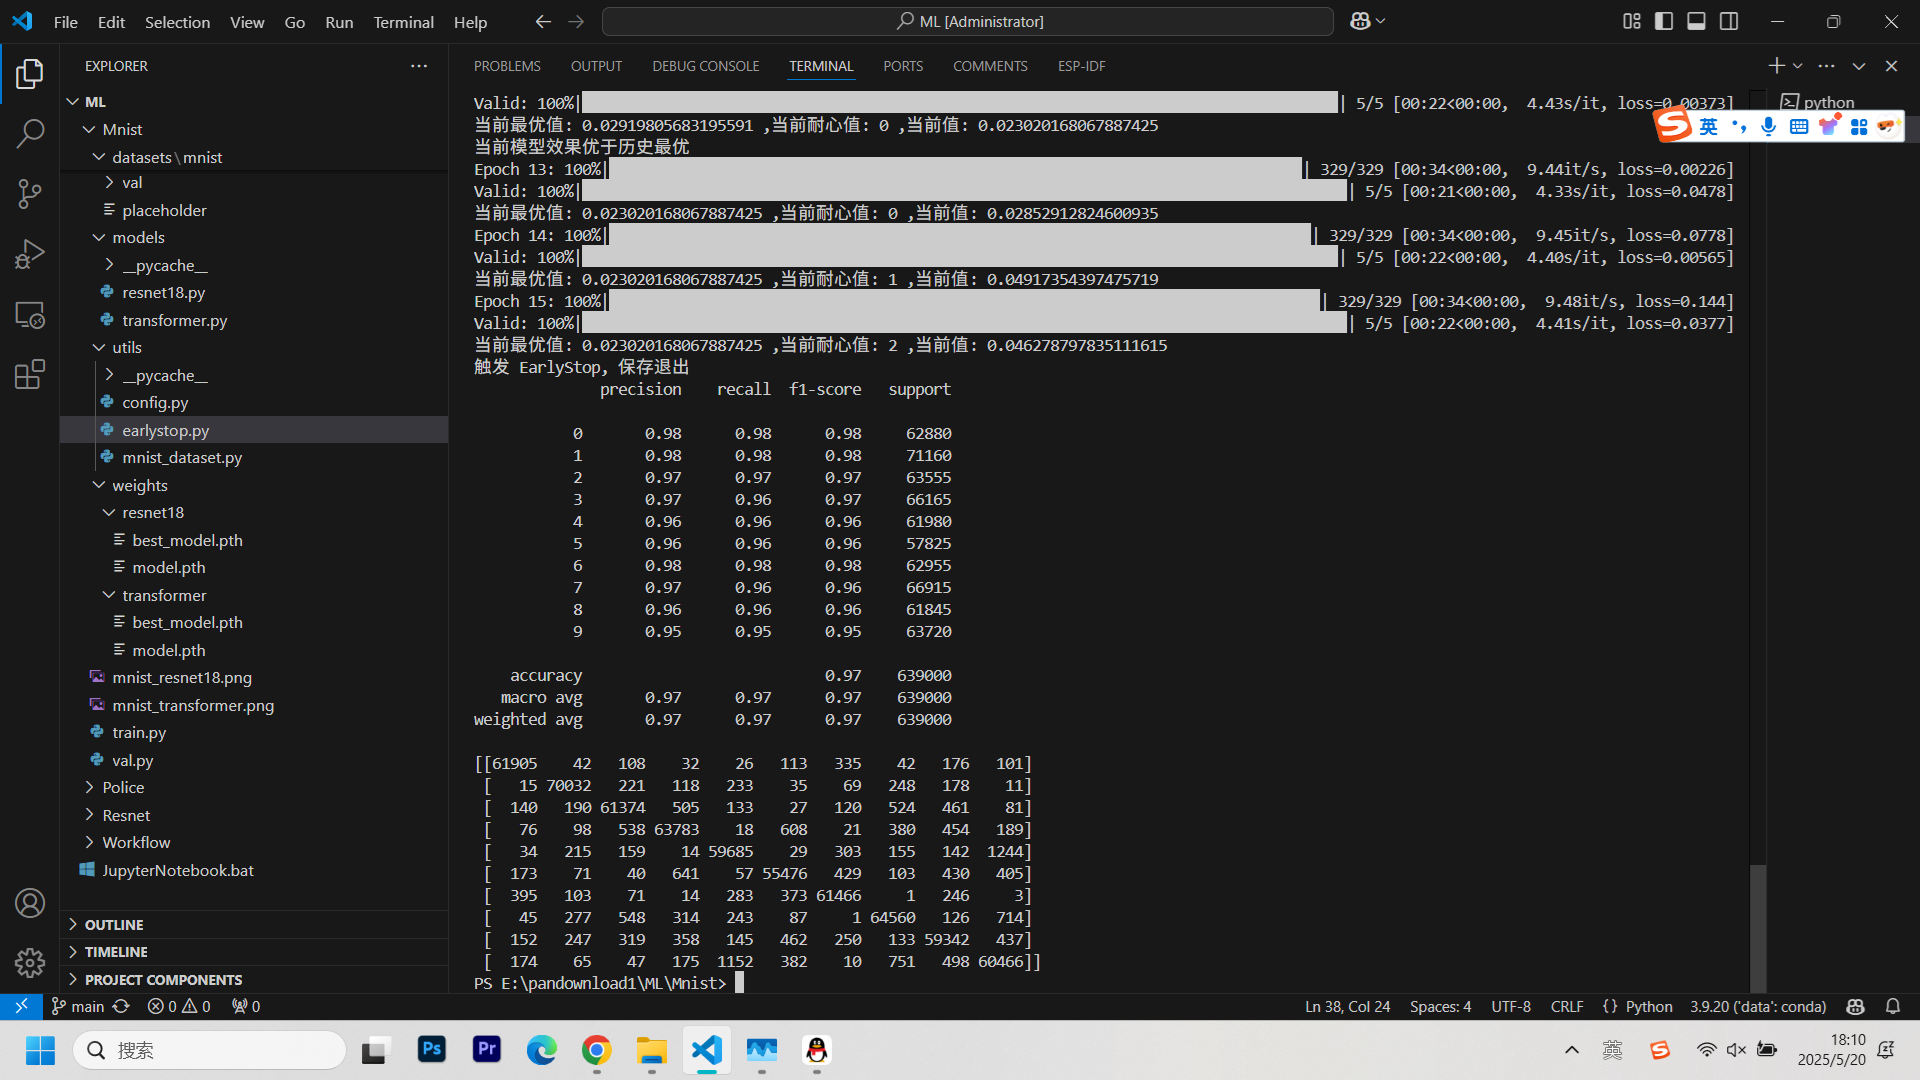 File Edit Selection View Go Run Terminal Help
ML [Administrator]
EXPLORER
ML
Mnist
datasets\mnist
val
placeholder
models
__pycache__
resnet18.py
transformer.py
utils
__pycache__
config.py
earlystop.py
mnist_dataset.py
weights
resnet18
best_model.pth
model.pth
transformer
best_model.pth
model.pth
mnist_resnet18.png
mnist_transformer.png
train.py
val.py
Police
Resnet
Workflow
JupyterNotebook.bat
OUTLINE
TIMELINE
PROJECT COMPONENTS
PROBLEMS OUTPUT DEBUG CONSOLE TERMINAL PORTS COMMENTS ESP-IDF
python
英
Valid: 100%| | 5/5 [00:22<00:00, 4.43s/it, loss=0.00373]
当前最优值: 0.02919805683195591 ,当前耐心值: 0 ,当前值: 0.023020168067887425
当前模型效果优于历史最优
Epoch 13: 100%| | 329/329 [00:34<00:00, 9.44it/s, loss=0.00226]
Valid: 100%| | 5/5 [00:21<00:00, 4.33s/it, loss=0.0478]
当前最优值: 0.023020168067887425 ,当前耐心值: 0 ,当前值: 0.02852912824600935
Epoch 14: 100%| | 329/329 [00:34<00:00, 9.45it/s, loss=0.0778]
Valid: 100%| | 5/5 [00:22<00:00, 4.40s/it, loss=0.00565]
当前最优值: 0.023020168067887425 ,当前耐心值: 1 ,当前值: 0.04917354397475719
Epoch 15: 100%| | 329/329 [00:34<00:00, 9.48it/s, loss=0.144]
Valid: 100%| | 5/5 [00:22<00:00, 4.41s/it, loss=0.0377]
当前最优值: 0.023020168067887425 ,当前耐心值: 2 ,当前值: 0.046278797835111615
触发 EarlyStop, 保存退出
precision recall f1-score support
0 0.98 0.98 0.98 62880
1 0.98 0.98 0.98 71160
2 0.97 0.97 0.97 63555
3 0.97 0.96 0.97 66165
4 0.96 0.96 0.96 61980
5 0.96 0.96 0.96 57825
6 0.98 0.98 0.98 62955
7 0.97 0.96 0.96 66915
8 0.96 0.96 0.96 61845
9 0.95 0.95 0.95 63720
accuracy 0.97 639000
macro avg 0.97 0.97 0.97 639000
weighted avg 0.97 0.97 0.97 639000
[[61905 42 108 32 26 113 335 42 176 101]
[ 15 70032 221 118 233 35 69 248 178 11]
[ 140 190 61374 505 133 27 120 524 461 81]
[ 76 98 538 63783 18 608 21 380 454 189]
[ 34 215 159 14 59685 29 303 155 142 1244]
[ 173 71 40 641 57 55476 429 103 430 405]
[ 395 103 71 14 283 373 61466 1 246 3]
[ 45 277 548 314 243 87 1 64560 126 714]
[ 152 247 319 358 145 462 250 133 59342 437]
[ 174 65 47 175 1152 382 10 751 498 60466]]
PS E:\pandownload1\ML\Mnist>
main 0 0 0
Ln 38, Col 24 Spaces: 4 UTF-8 CRLF {} Python 3.9.20 ('data': conda)
搜索
Ps
Pr
英
18:10
2025/5/20